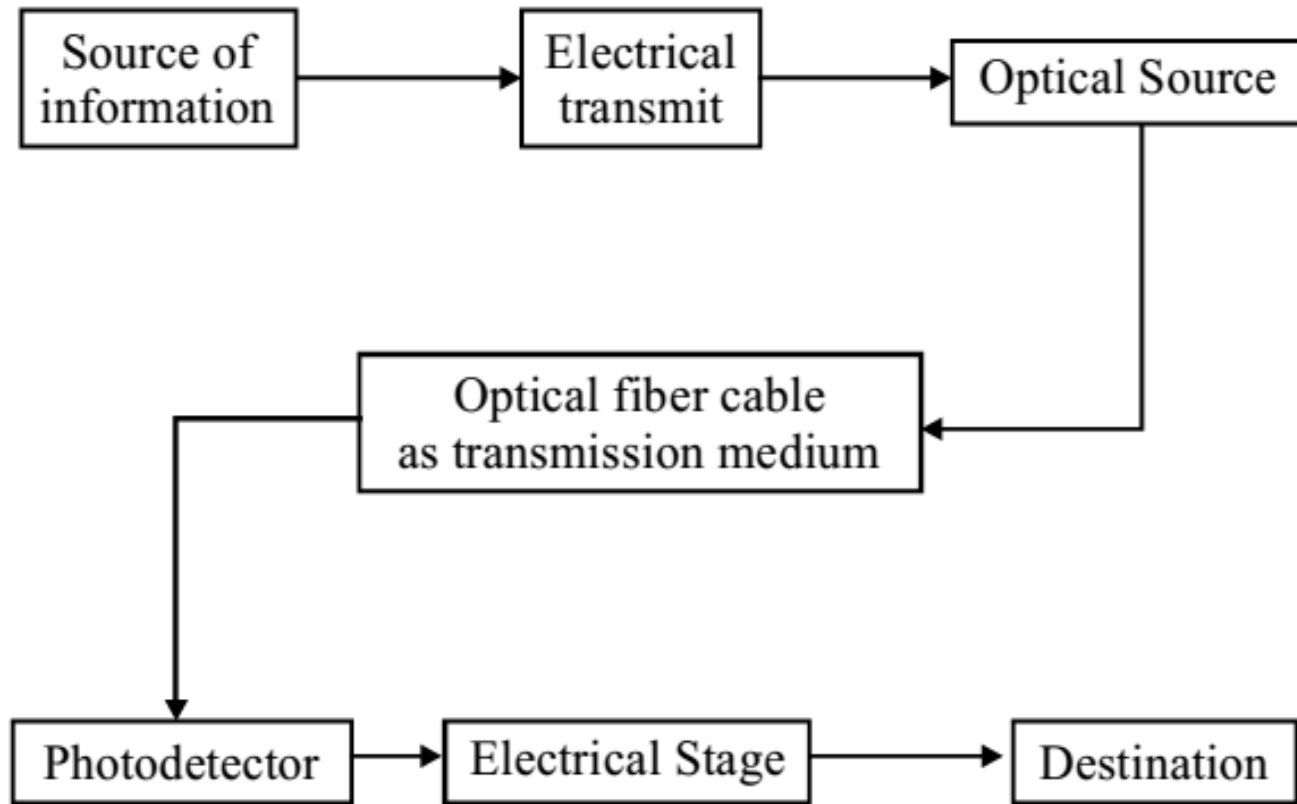 Source of
information
Electrical
transmit
Optical Source
Optical fiber cable
as transmission medium
Photodetector
Electrical Stage
Destination